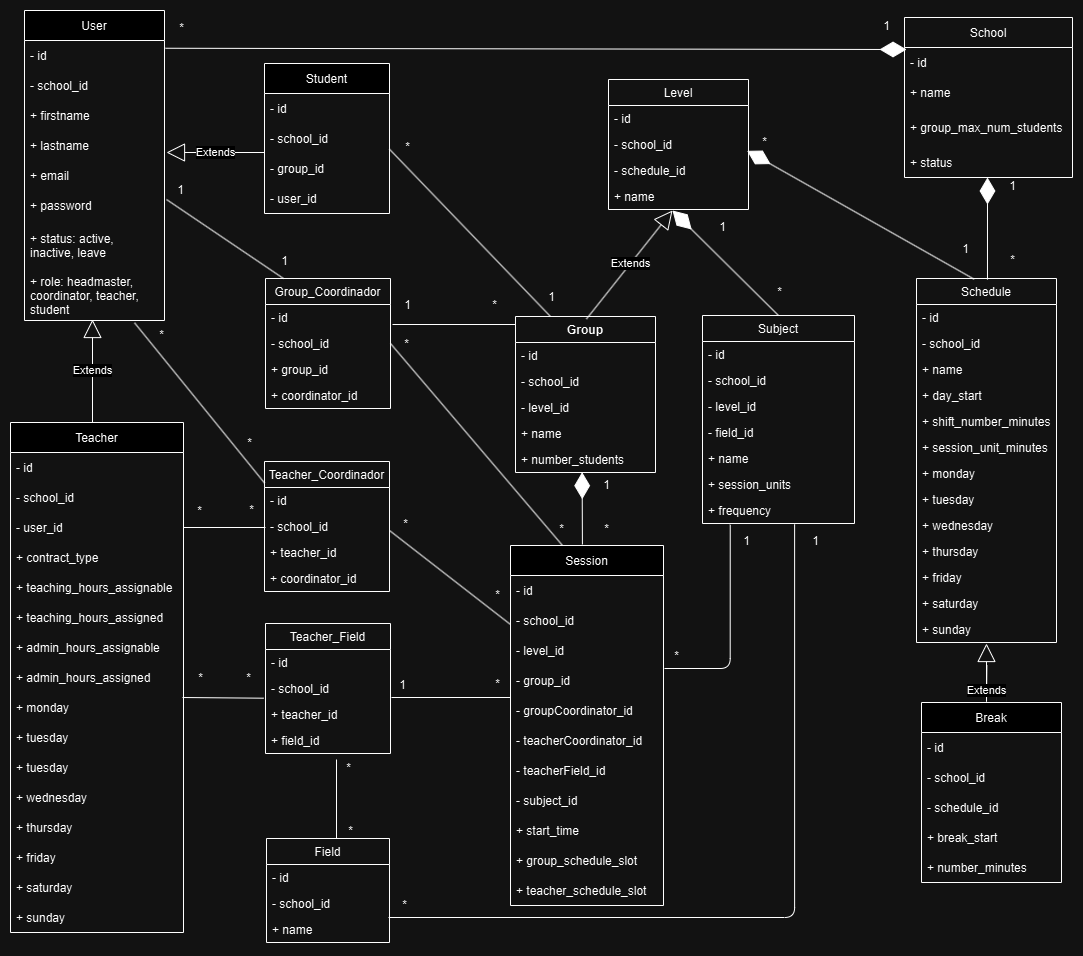 User
- id
- school_id
+ firstname
+ lastname
+ email
+ password
+ status: active,
inactive, leave
+ role: headmaster,
coordinator, teacher,
student
*
1
School
- id
+ name
+ group_max_num_students
+ status
Student
- id
- school_id
- group_id
- user_id
Extends
*
1
Level
- id
- school_id
- schedule_id
+ name
*
1
1
*
Extends
1
*
1
1
Group_Coordinador
- id
- school_id
+ group_id
+ coordinator_id
1
*
*
Group
- id
- school_id
- level_id
+ name
+ number_students
1
*
*
Subject
- id
- school_id
- level_id
- field_id
+ name
+ session_units
+ frequency
1
1
Schedule
- id
- school_id
+ name
+ day_start
+ shift_number_minutes
+ session_unit_minutes
+ monday
+ tuesday
+ wednesday
+ thursday
+ friday
+ saturday
+ sunday
Extends
*
*
Teacher
- id
- school_id
- user_id
+ contract_type
+ teaching_hours_assignable
+ teaching_hours_assigned
+ admin_hours_assignable
+ admin_hours_assigned
+ monday
+ tuesday
+ tuesday
+ wednesday
+ thursday
+ friday
+ saturday
+ sunday
*
*
Teacher_Coordinador
- id
- school_id
+ teacher_id
+ coordinator_id
*
*
*
*
Teacher_Field
- id
- school_id
+ teacher_id
+ field_id
1
*
*
*
Field
- id
- school_id
+ name
*
Session
- id
- school_id
- level_id
- group_id
- groupCoordinator_id
- teacherCoordinator_id
- teacherField_id
- subject_id
+ start_time
+ group_schedule_slot
+ teacher_schedule_slot
*
Extends
Break
- id
- school_id
- schedule_id
+ break_start
+ number_minutes